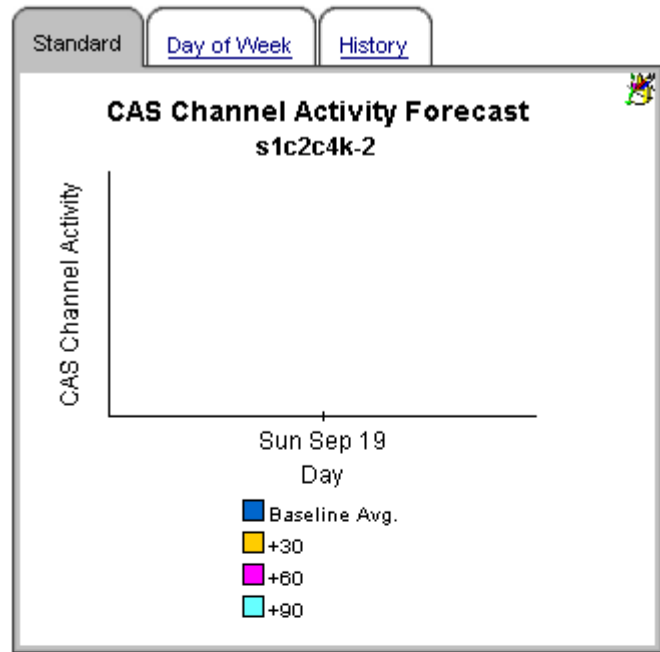 Standard
Day of Week
History
CAS Channel Activity Forecast
s1c2c4k-2
CAS Channel Activity
Sun Sep 19
Day
Baseline Avg.
+30
+60
+90